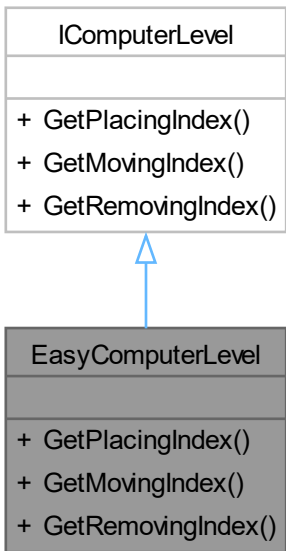 IComputerLevel
+ GetPlacingIndex()
+ GetMovingIndex()
+ GetRemovingIndex()
EasyComputerLevel
+ GetPlacingIndex()
+ GetMovingIndex()
+ GetRemovingIndex()